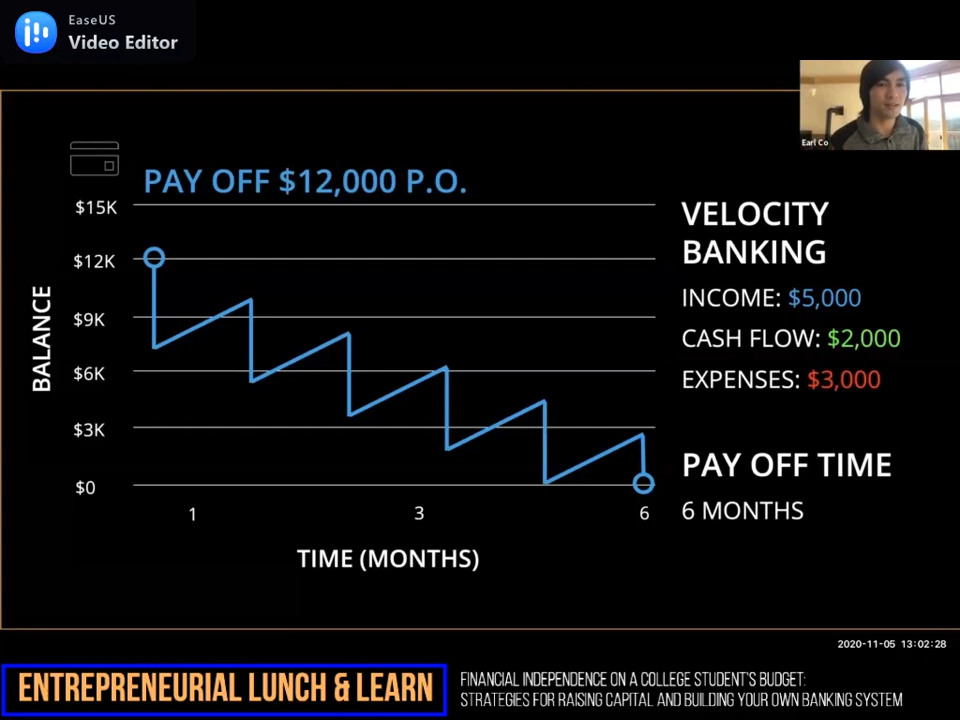 EaseUS
Video Editor
Earl Co
PAY OFF $12,000 P.O.
$15K
$12K
$9K
$6K
$3K
$0
BALANCE
1 3 6
TIME (MONTHS)
VELOCITY
BANKING
INCOME: $5,000
CASH FLOW: $2,000
EXPENSES: $3,000
PAY OFF TIME
6 MONTHS
2020-11-05 13:02:28
ENTREPRENEURIAL LUNCH & LEARN
FINANCIAL INDEPENDENCE ON A COLLEGE STUDENT'S BUDGET:
STRATEGIES FOR RAISING CAPITAL AND BUILDING YOUR OWN BANKING SYSTEM